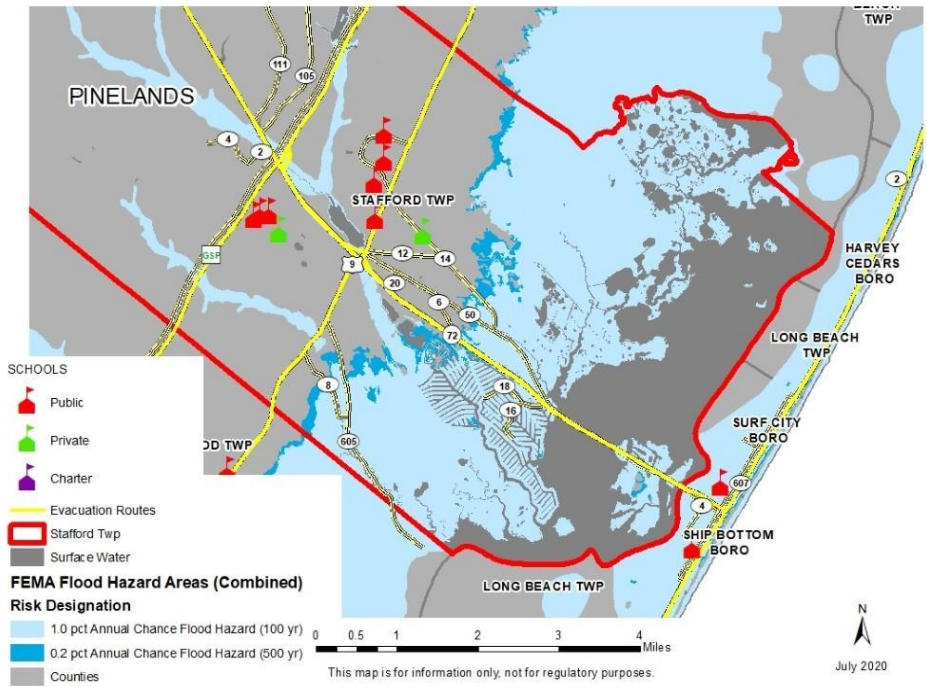 BEACH
TWP
111
105
PINELANDS
4
2
2
STAFFORD TWP
GSP
9
12
14
HARVEY
CEDARS
BORO
20
6
50
72
LONG BEACH
TWP
SCHOOLS
Public
Private
Charter
8
18
16
605
OD TWP
SURF CITY
BORO
607
4
SHIP BOTTOM
BORO
LONG BEACH TWP
Evacuation Routes
Stafford Twp
Surface Water
FEMA Flood Hazard Areas (Combined)
Risk Designation
1.0 pct Annual Chance Flood Hazard (100 yr)
0.2 pct Annual Chance Flood Hazard (500 yr)
Counties
0 0.5 1 2 3 4
Miles
This map is for information only, not for regulatory purposes.
N
July 2020